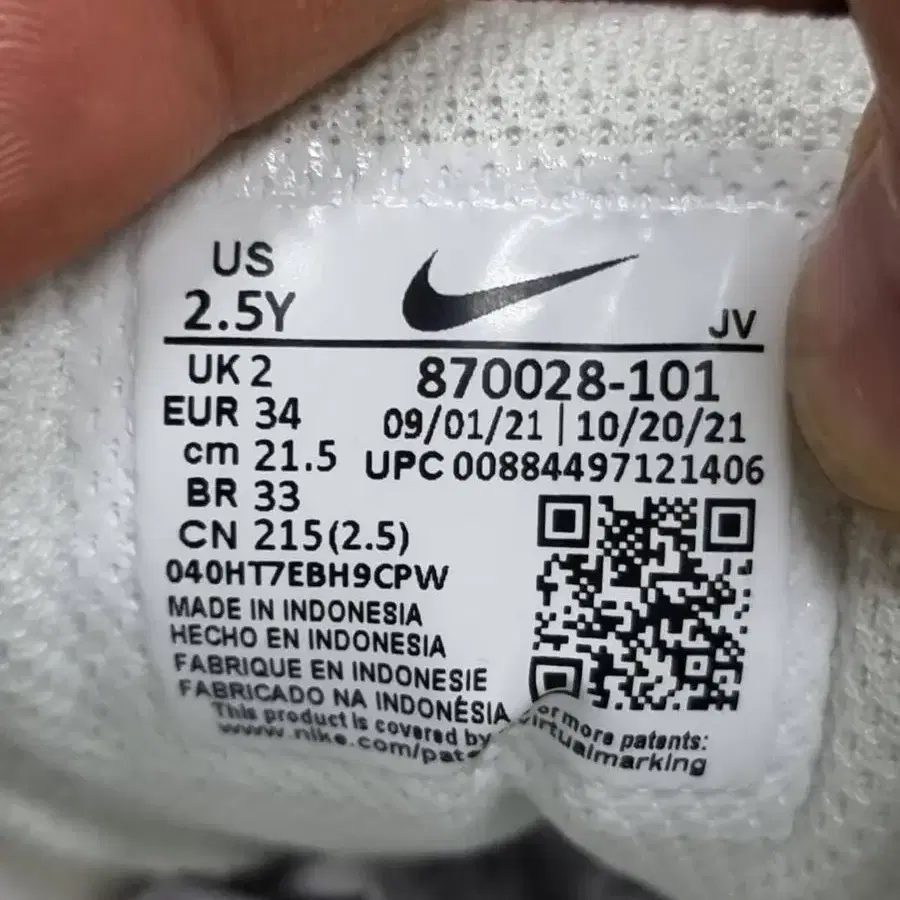 US
2.5Y
JV
UK 2
EUR 34
cm 21.5
BR 33
CN 215(2.5)
870028-101
09/01/21 | 10/20/21
UPC 00884497121406
040HT7EBH9CPW
MADE IN INDONESIA
HECHO EN INDONESIA
FABRIQUE EN INDONESIE
FABRICADO NA INDONÉSIA
This product is covered by more patents:
www.nike.com/pat virtualmarking